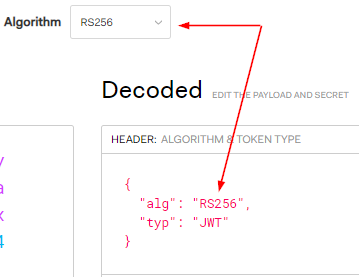 Algorithm RS256
Decoded EDIT THE PAYLOAD AND SECRET
HEADER: ALGORITHM & TOKEN TYPE
y
a
x
4
{
"alg": "RS256",
"typ": "JWT"
}